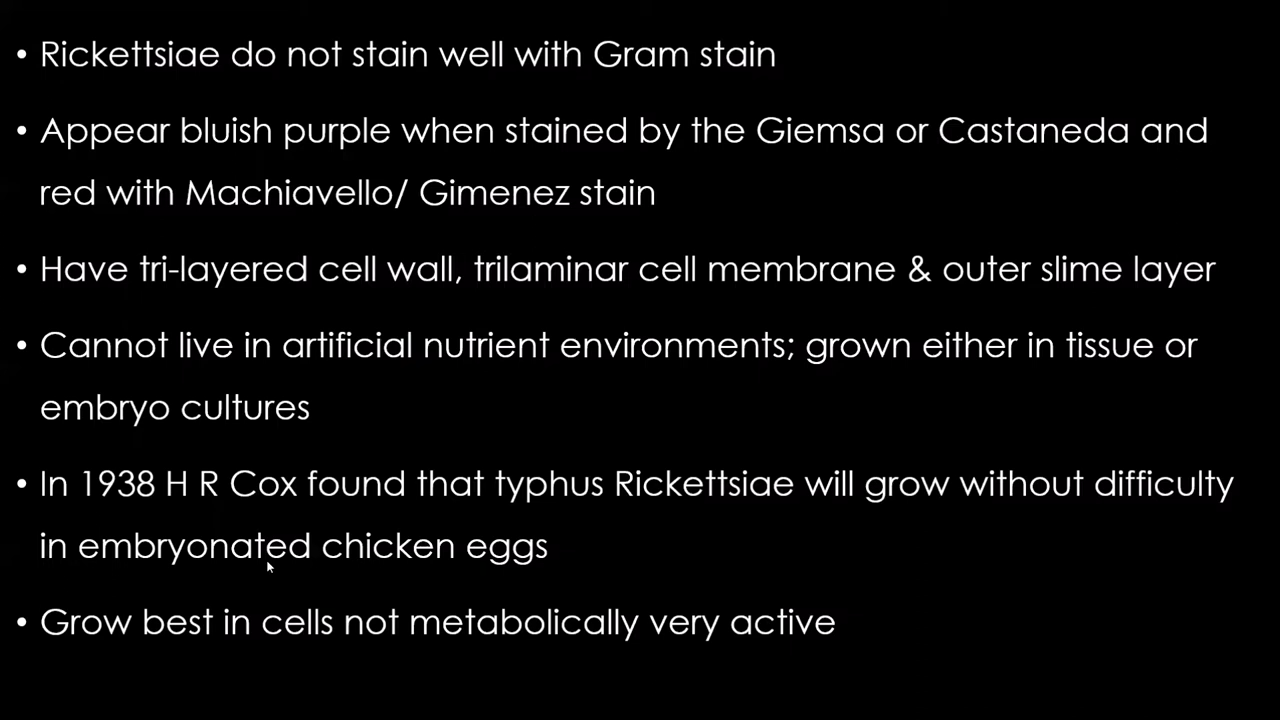 • Rickettsiae do not stain well with Gram stain
• Appear bluish purple when stained by the Giemsa or Castaneda and
red with Machiavello/ Gimenez stain
• Have tri-layered cell wall, trilaminar cell membrane & outer slime layer
• Cannot live in artificial nutrient environments; grown either in tissue or
embryo cultures
• In 1938 H R Cox found that typhus Rickettsiae will grow without difficulty
in embryonated chicken eggs
• Grow best in cells not metabolically very active